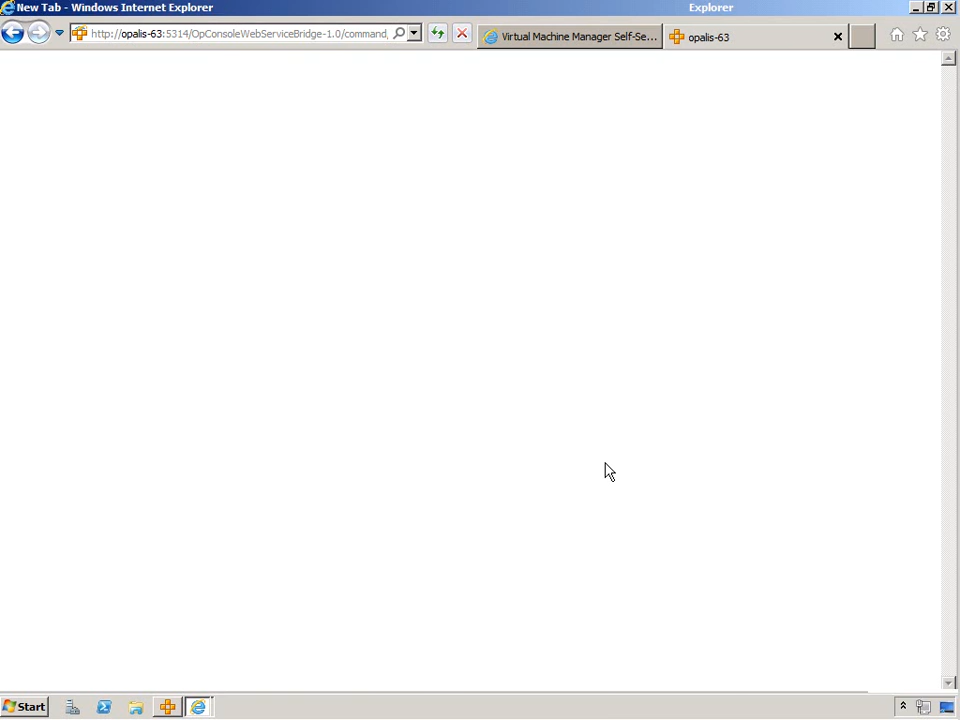 New Tab - Windows Internet Explorer
Explorer
http://opalis-63:5314/OpConsoleWebServiceBridge-1.0/command,
Virtual Machine Manager Self-Se...
opalis-63
Start